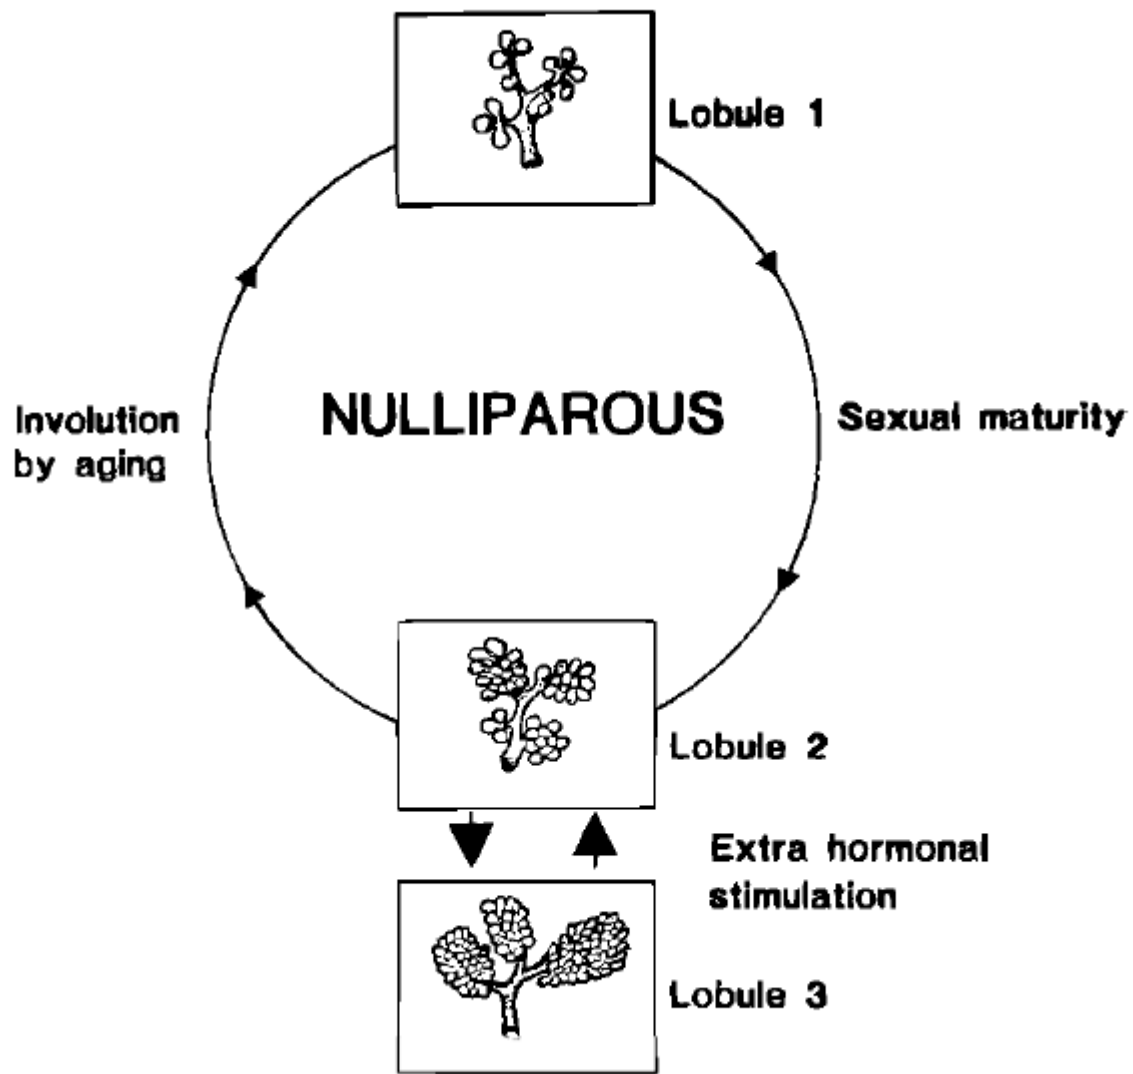 Lobule 1
NULLIPAROUS
Involution
by aging
Sexual maturity
Lobule 2
Extra hormonal
stimulation
Lobule 3